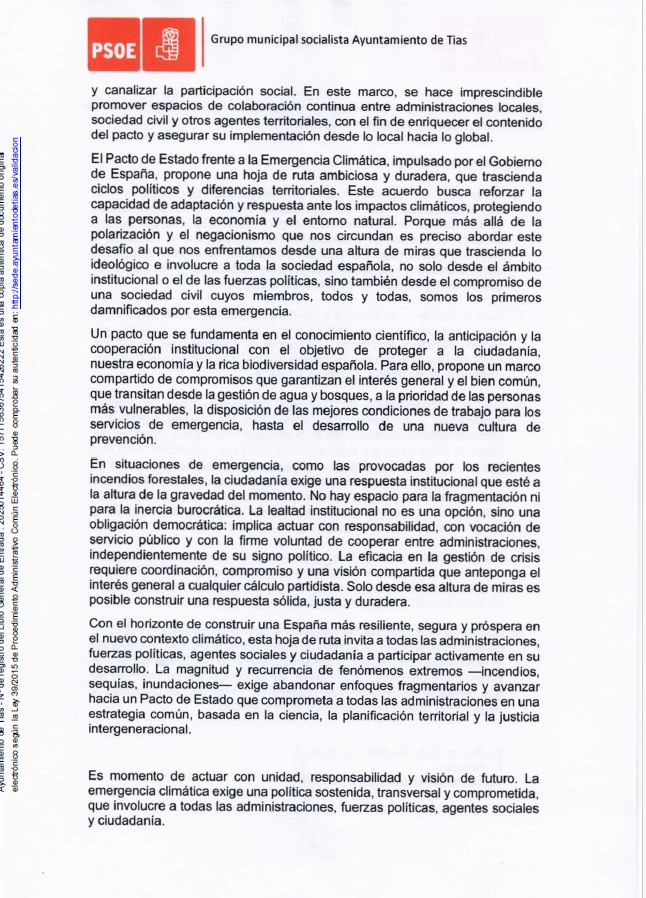 PSOE
Grupo municipal socialista Ayuntamiento de Tias
y canalizar la participación social. En este marco, se hace imprescindible
promover espacios de colaboración continua entre administraciones locales,
sociedad civil y otros agentes territoriales, con el fin de enriquecer el contenido
del pacto y asegurar su implementación desde lo local hacia lo global.
El Pacto de Estado frente a la Emergencia Climática, impulsado por el Gobierno
de España, propone una hoja de ruta ambiciosa y duradera, que trascienda
ciclos políticos y diferencias territoriales. Este acuerdo busca reforzar la
capacidad de adaptación y respuesta ante los impactos climáticos, protegiendo
a las personas, la economía y el entorno natural. Porque más allá de la
polarización y el negacionismo que nos circundan es preciso abordar este
desafío al que nos enfrentamos desde una altura de miras que trascienda lo
ideológico e involucre a toda la sociedad española, no solo desde el ámbito
institucional o el de las fuerzas políticas, sino también desde el compromiso de
una sociedad civil cuyos miembros, todos y todas, somos los primeros
damnificados por esta emergencia.
Un pacto que se fundamenta en el conocimiento científico, la anticipación y la
cooperación institucional con el objetivo de proteger a la ciudadanía,
nuestra economía y la rica biodiversidad española. Para ello, propone un marco
compartido de compromisos que garantizan el interés general y el bien común,
que transitan desde la gestión de agua y bosques, a la prioridad de las personas
más vulnerables, la disposición de las mejores condiciones de trabajo para los
servicios de emergencia, hasta el desarrollo de una nueva cultura de
prevención.
En situaciones de emergencia, como las provocadas por los recientes
incendios forestales, la ciudadanía exige una respuesta institucional que esté a
la altura de la gravedad del momento. No hay espacio para la fragmentación ni
para la inercia burocrática. La lealtad institucional no es una opción, sino una
obligación democrática: implica actuar con responsabilidad, con vocación de
servicio público y con la firme voluntad de cooperar entre administraciones,
independientemente de su signo político. La eficacia en la gestión de crisis
requiere coordinación, compromiso y una visión compartida que anteponga el
interés general a cualquier cálculo partidista. Solo desde esa altura de miras es
posible construir una respuesta sólida, justa y duradera.
Con el horizonte de construir una España más resiliente, segura y próspera en
el nuevo contexto climático, esta hoja de ruta invita a todas las administraciones,
fuerzas políticas, agentes sociales y ciudadanía a participar activamente en su
desarrollo. La magnitud y recurrencia de fenómenos extremos —incendios,
sequías, inundaciones— exige abandonar enfoques fragmentarios y avanzar
hacia un Pacto de Estado que comprometa a todas las administraciones en una
estrategia común, basada en la ciencia, la planificación territorial y la justicia
intergeneracional.
Es momento de actuar con unidad, responsabilidad y visión de futuro. La
emergencia climática exige una política sostenida, transversal y comprometida,
que involucre a todas las administraciones, fuerzas políticas, agentes sociales
y ciudadanía.
electrónico según la Ley 39/2015 de Procedimiento Administrativo Común Electrónico. Puede comprobar su autenticidad en: http://sede.ayuntamientodetias.es/validacion